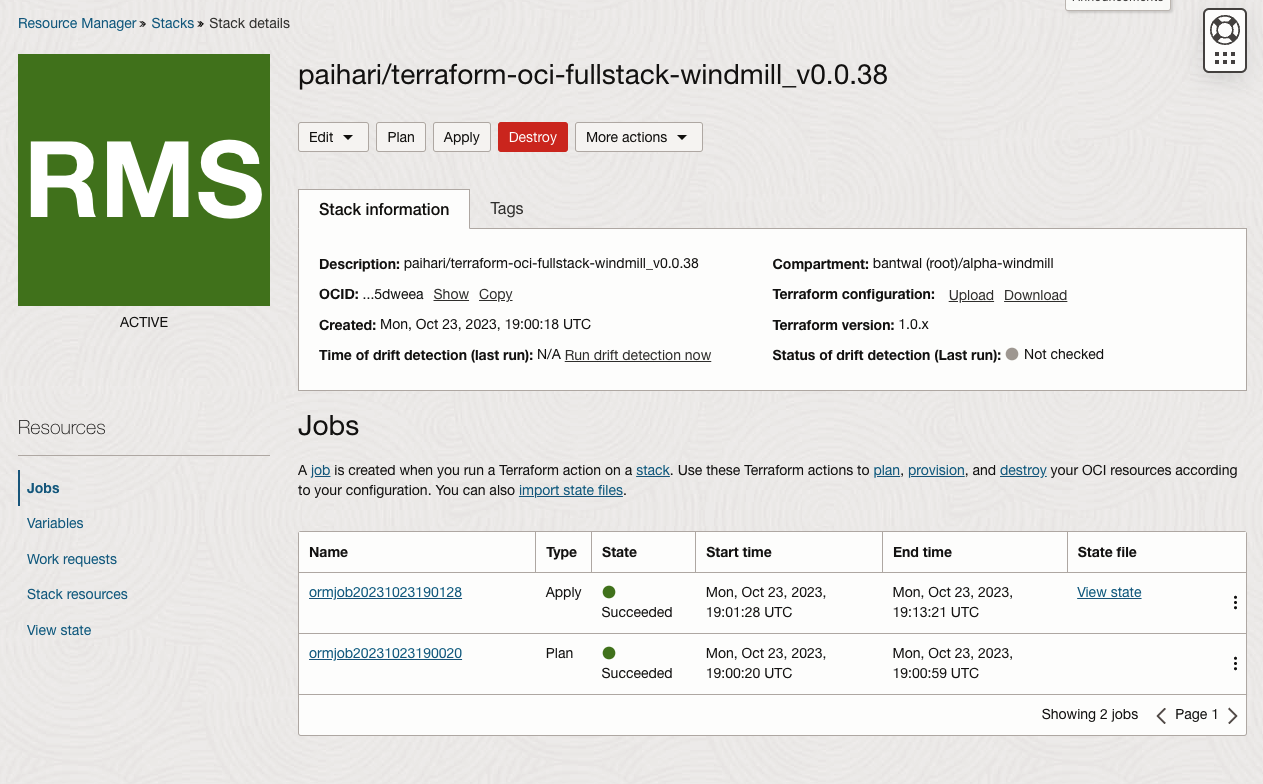 Announcements
Resource Manager » Stacks » Stack details
RMS
ACTIVE
paihari/terraform-oci-fullstack-windmill_v0.0.38
Edit Plan Apply Destroy More actions
Stack information Tags
Description: paihari/terraform-oci-fullstack-windmill_v0.0.38
OCID: ...5dweea Show Copy
Created: Mon, Oct 23, 2023, 19:00:18 UTC
Time of drift detection (last run): N/A Run drift detection now
Compartment: bantwal (root)/alpha-windmill
Terraform configuration: Upload Download
Terraform version: 1.0.x
Status of drift detection (Last run): Not checked
Resources
Jobs
Variables
Work requests
Stack resources
View state
Jobs
A job is created when you run a Terraform action on a stack. Use these Terraform actions to plan, provision, and destroy your OCI resources according
to your configuration. You can also import state files.
Name Type State Start time End time State file
ormjob20231023190128 Apply Succeeded Mon, Oct 23, 2023, 19:01:28 UTC Mon, Oct 23, 2023, 19:13:21 UTC View state
ormjob20231023190020 Plan Succeeded Mon, Oct 23, 2023, 19:00:20 UTC Mon, Oct 23, 2023, 19:00:59 UTC
Showing 2 jobs Page 1